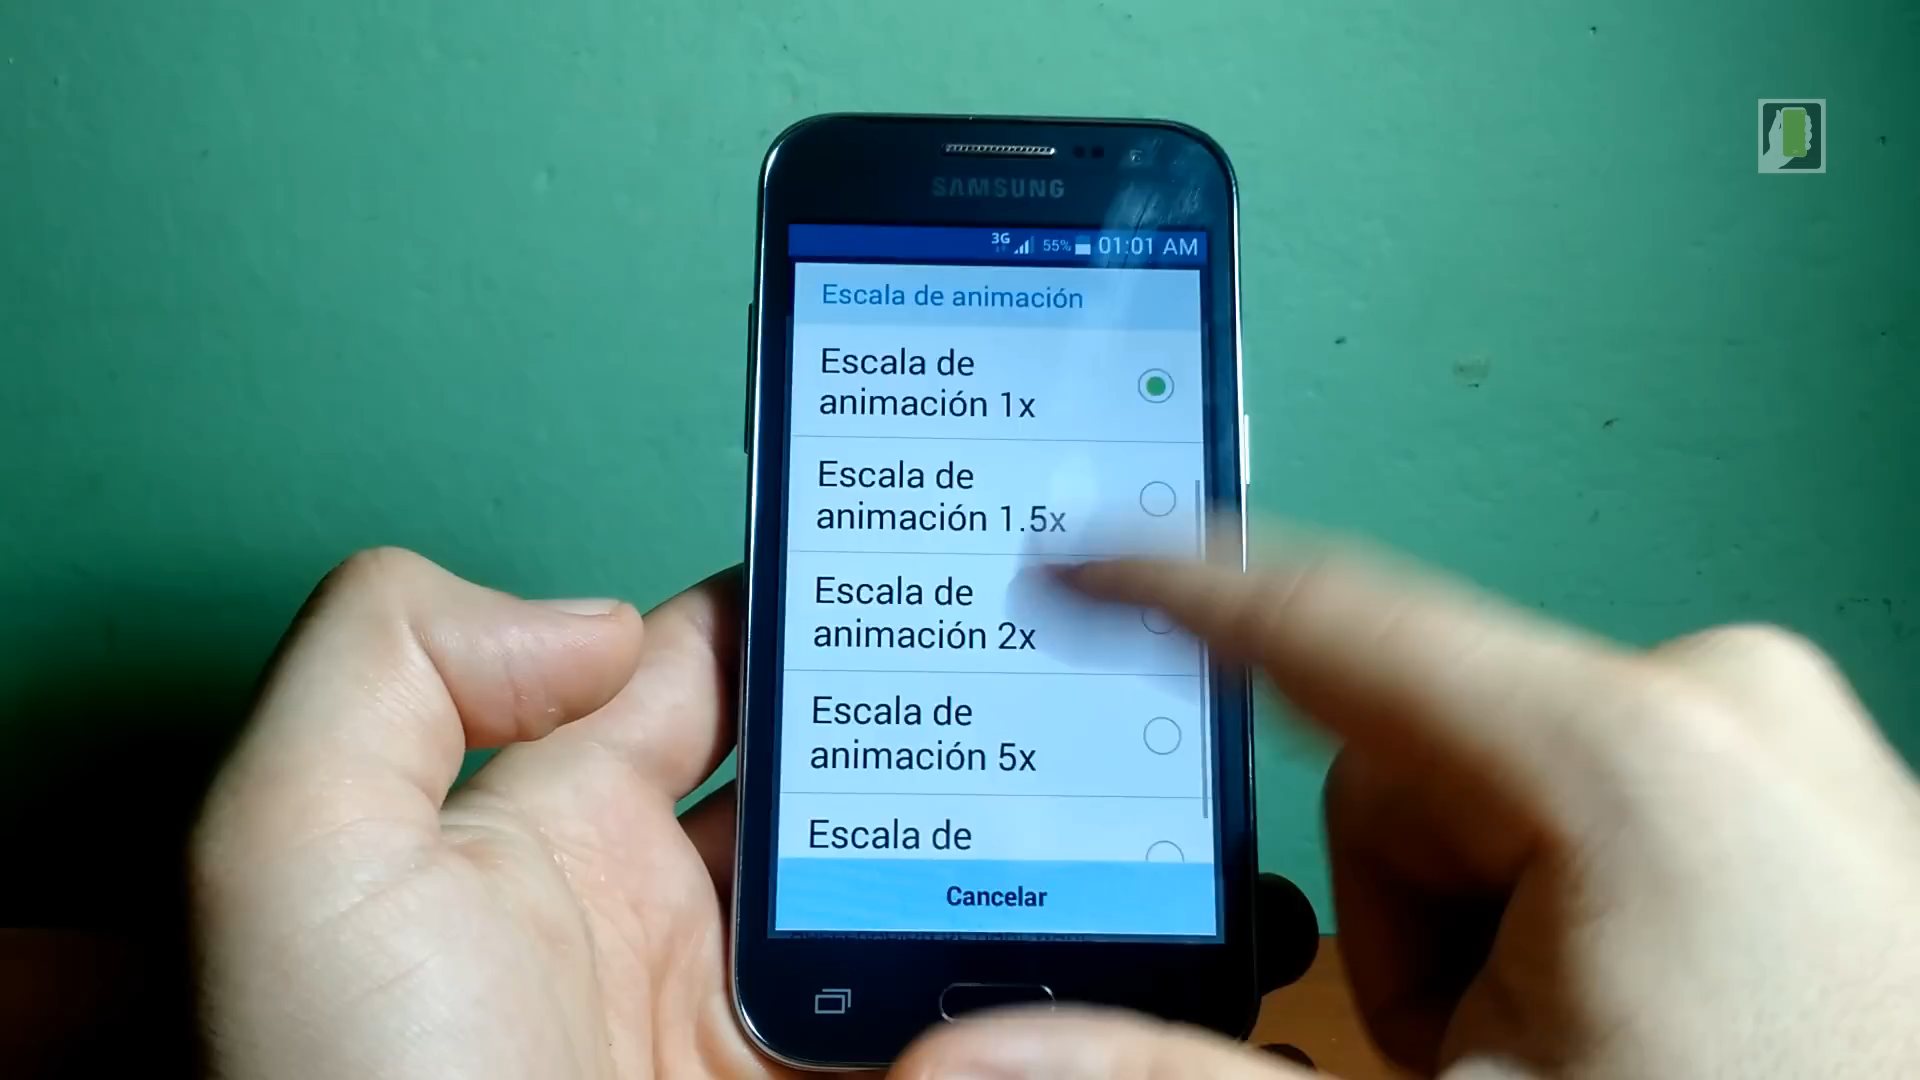 SAMSUNG
3G 55% 01:01 AM
Escala de animación
Escala de
animación 1x
Escala de
animación 1.5x
Escala de
animación 2x
Escala de
animación 5x
Escala de
Cancelar